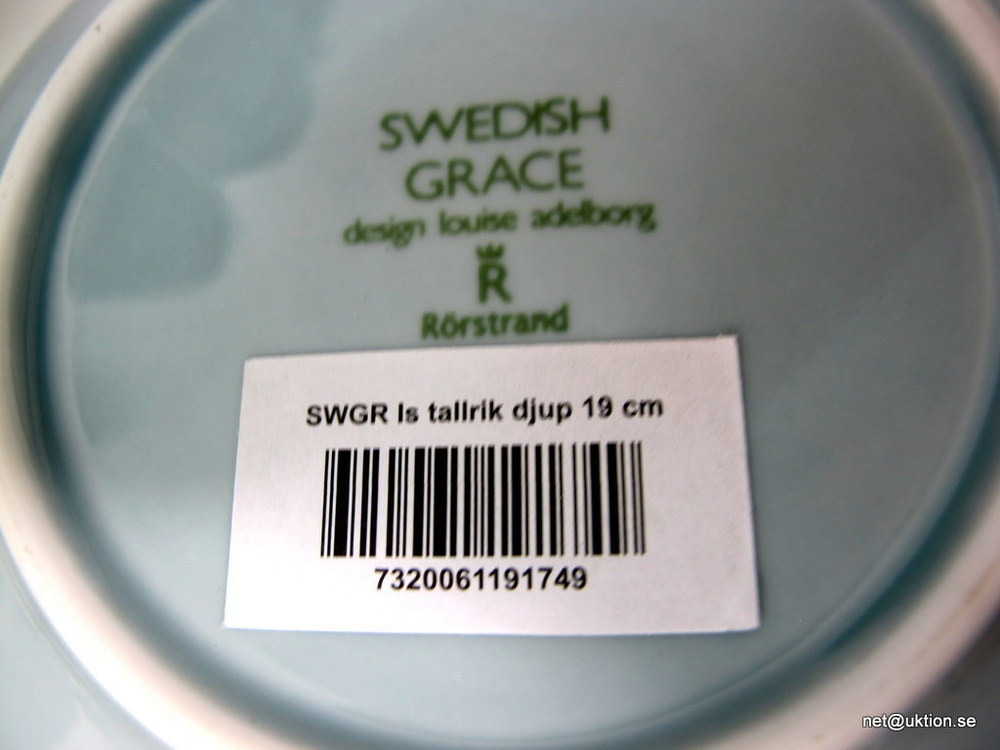 SWEDISH
GRACE
design louise adelborg
R
Rörstrand
SWGR Is tallrik djup 19 cm
7320061191749
net@uktion.se